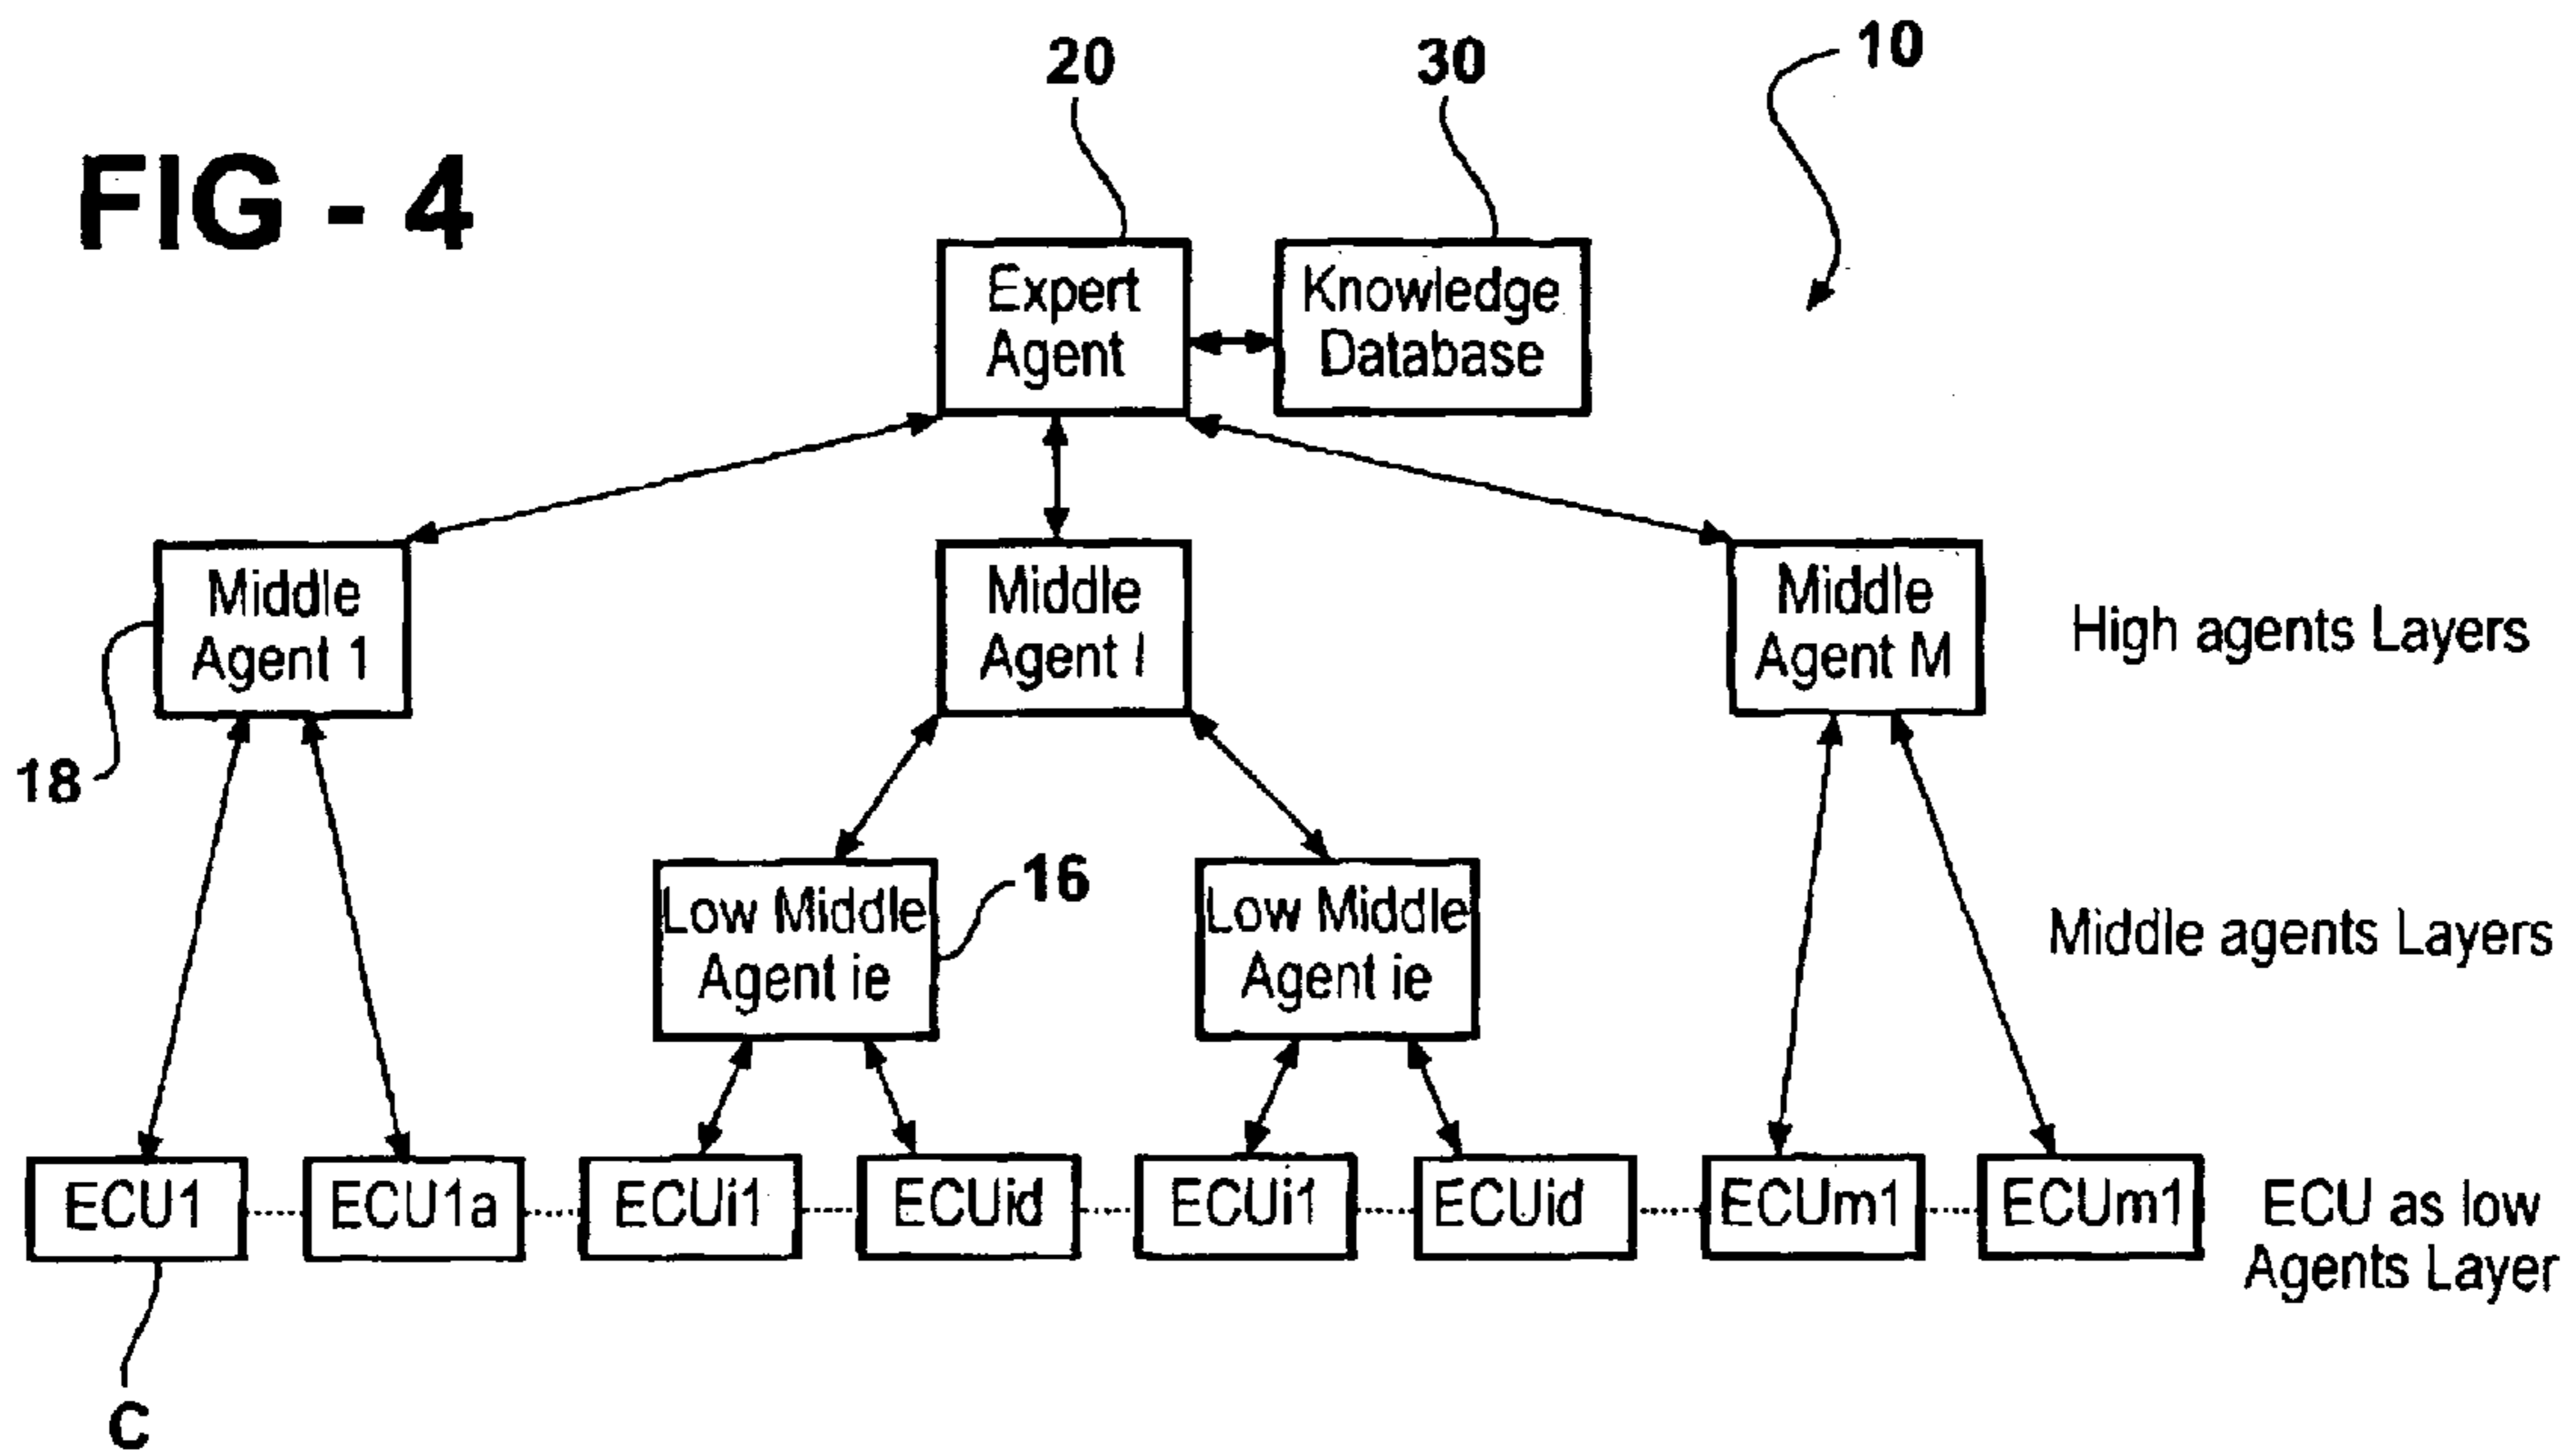 20
30
10
FIG - 4
Expert
Agent
Knowledge
Database
Middle
Agent 1
Middle
Agent I
Middle
Agent M
High agents Layers
18
Low Middle
Agent ie
16
Low Middle
Agent ie
Middle agents Layers
ECU1
ECU1a
ECUi1
ECUid
ECUi1
ECUid
ECUm1
ECUm1
ECU as low
Agents Layer
C